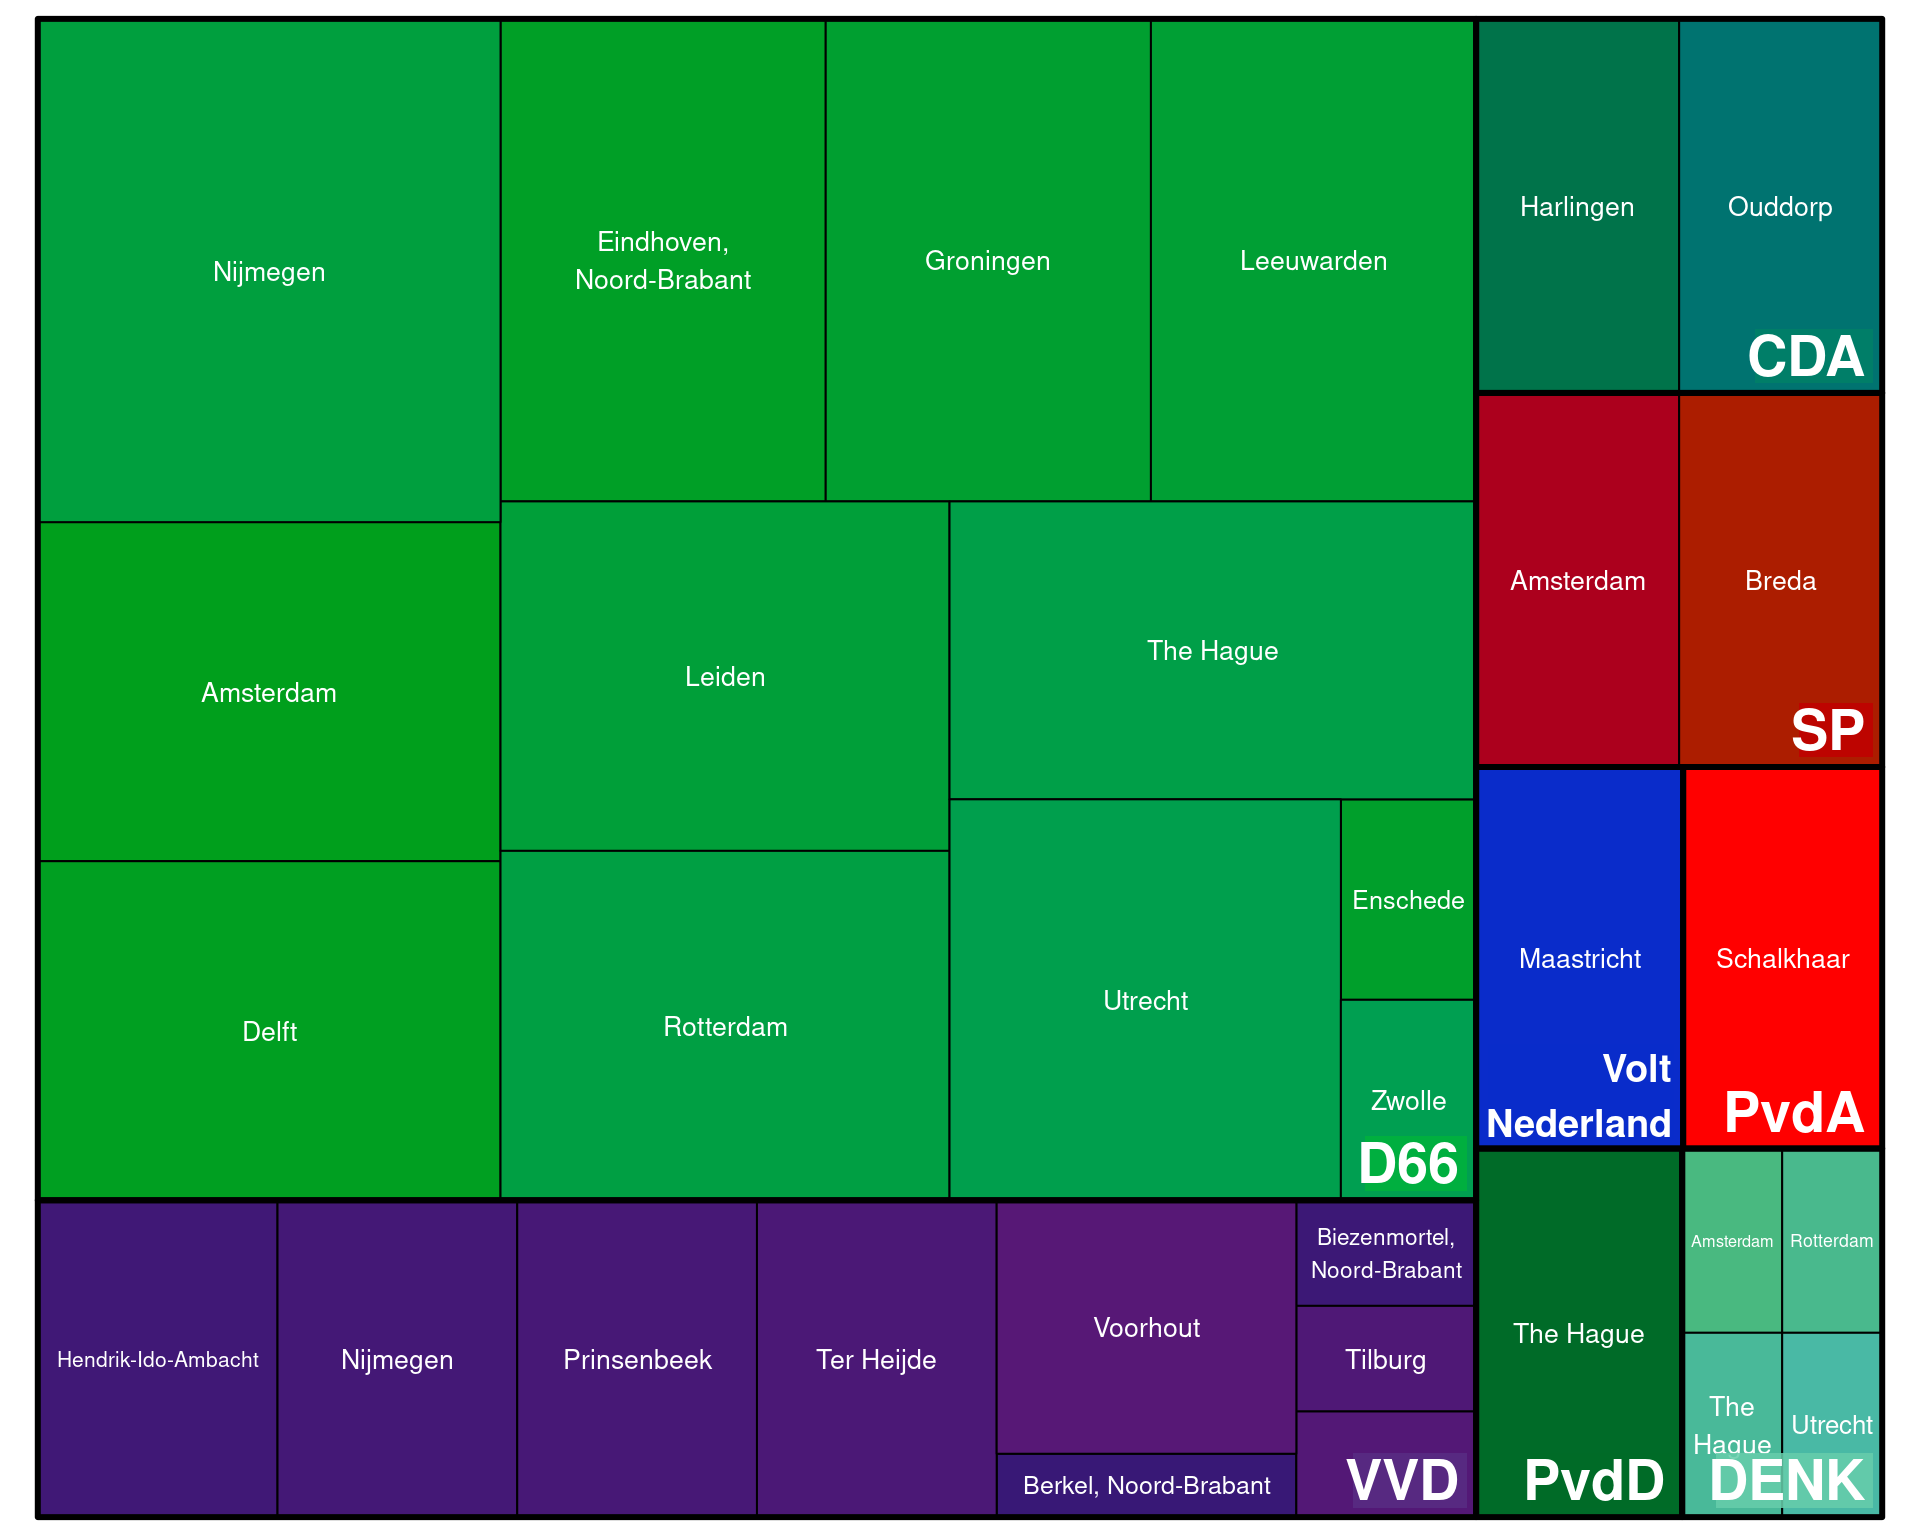 Nijmegen
Eindhoven,
Noord-Brabant
Groningen
Leeuwarden
Amsterdam
Leiden
The Hague
Delft
Rotterdam
Utrecht
Enschede
Zwolle
D66
Hendrik-Ido-Ambacht
Nijmegen
Prinsenbeek
Ter Heijde
Voorhout
Berkel, Noord-Brabant
Biezenmortel,
Noord-Brabant
Tilburg
VVD
Harlingen
Ouddorp
CDA
Amsterdam
Breda
SP
Maastricht
Volt
Nederland
Schalkhaar
PvdA
The Hague
PvdD
Amsterdam
Rotterdam
The
Hague
Utrecht
DENK